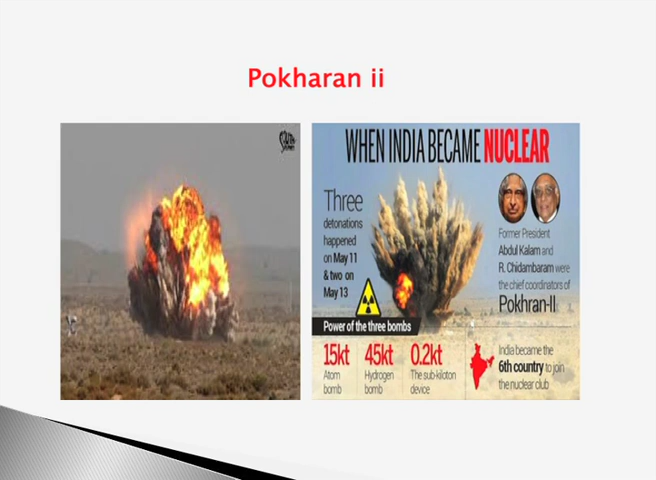 Pokharan ii
WHEN INDIA BECAME NUCLEAR
Three
detonations
happened
on May 11
& two on
May 13
Former President
Abdul Kalam and
R. Chidambaram were
the chief coordinators of
Pokhran-II
Power of the three bombs
15kt
Atom
bomb
45kt
Hydrogen
bomb
0.2kt
The sub-kiloton
device
India became the
6th country to join
the nuclear club